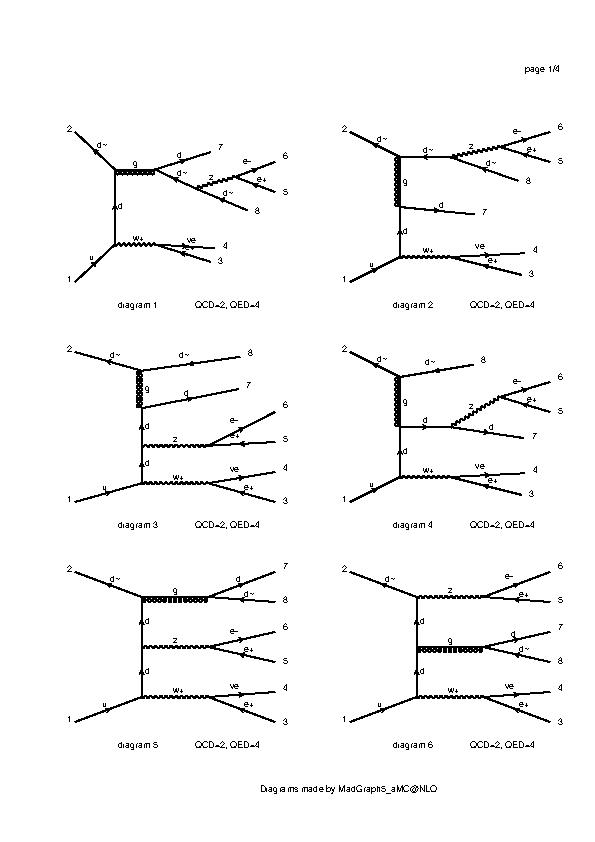 page 1/4
2
d~
g
d
7
d~
z
e-
6
e+
5
d~
8
d
u
w+
ve
4
e+
3
1
diagram 1 QCD=2, QED=4
2
d~
d~
z
e-
6
e+
5
d~
8
g
d
7
d
u
w+
ve
4
e+
3
1
diagram 2 QCD=2, QED=4
2
d~
d~
8
g
d
7
d
z
e-
6
e+
5
d
u
w+
ve
4
e+
3
1
diagram 3 QCD=2, QED=4
2
d~
d~
8
g
d
z
e-
6
e+
5
d
7
d
u
w+
ve
4
e+
3
1
diagram 4 QCD=2, QED=4
2
d~
g
d
7
d~
8
d
z
e-
6
e+
5
d
u
w+
ve
4
e+
3
1
diagram 5 QCD=2, QED=4
2
d~
z
e-
6
e+
5
d
g
d
7
d~
8
d
u
w+
ve
4
e+
3
1
diagram 6 QCD=2, QED=4
Diagrams made by MadGraph5_aMC@NLO